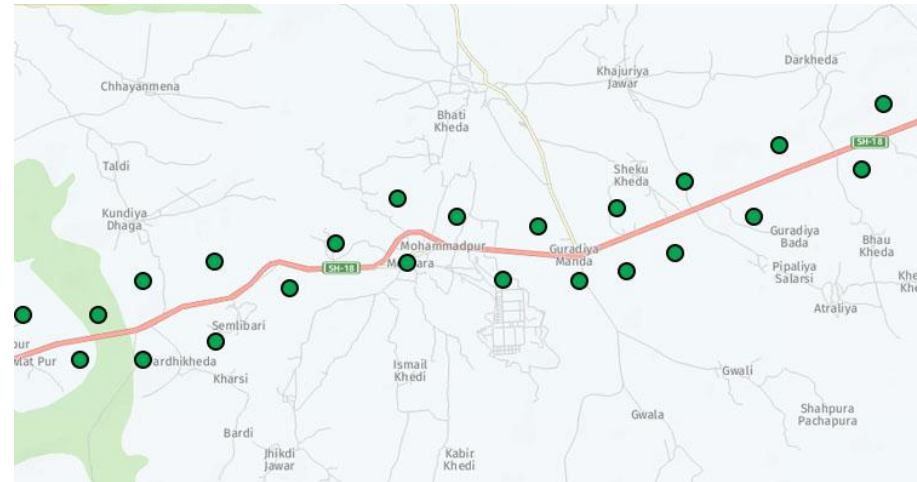 Darkheda
Khajuriya
Jawar
Chhayanmena
Bhati
Kheda
SH-18
Taldi
Sheku
Kheda
Kundiya
Dhaga
Guradiya
Bada
Mohammadpur
Guradiya
Manda
Bhau
Kheda
SH-18
Pipaliya
Salarsi
Atraliya
Semlibari
Ismail
Khedi
Kharsi
Gwali
Shahpura
Pachapura
Gwala
Bardi
Jhikdi
Jawar
Kabir
Khedi